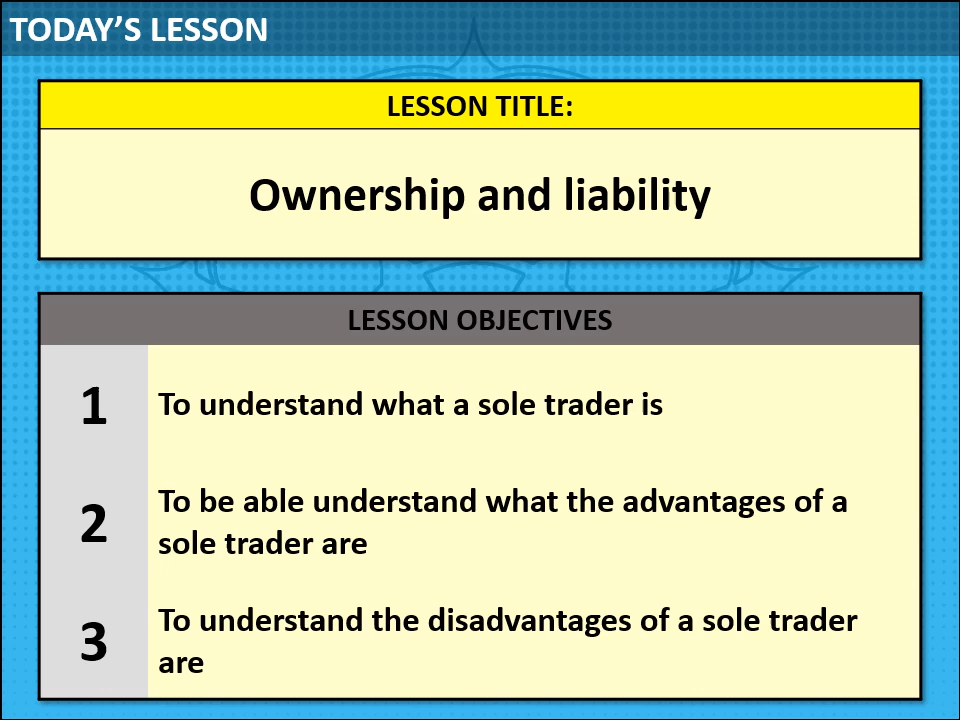 TODAY’S LESSON
LESSON TITLE:
Ownership and liability
LESSON OBJECTIVES
1
To understand what a sole trader is
2
To be able understand what the advantages of a
sole trader are
3
To understand the disadvantages of a sole trader
are